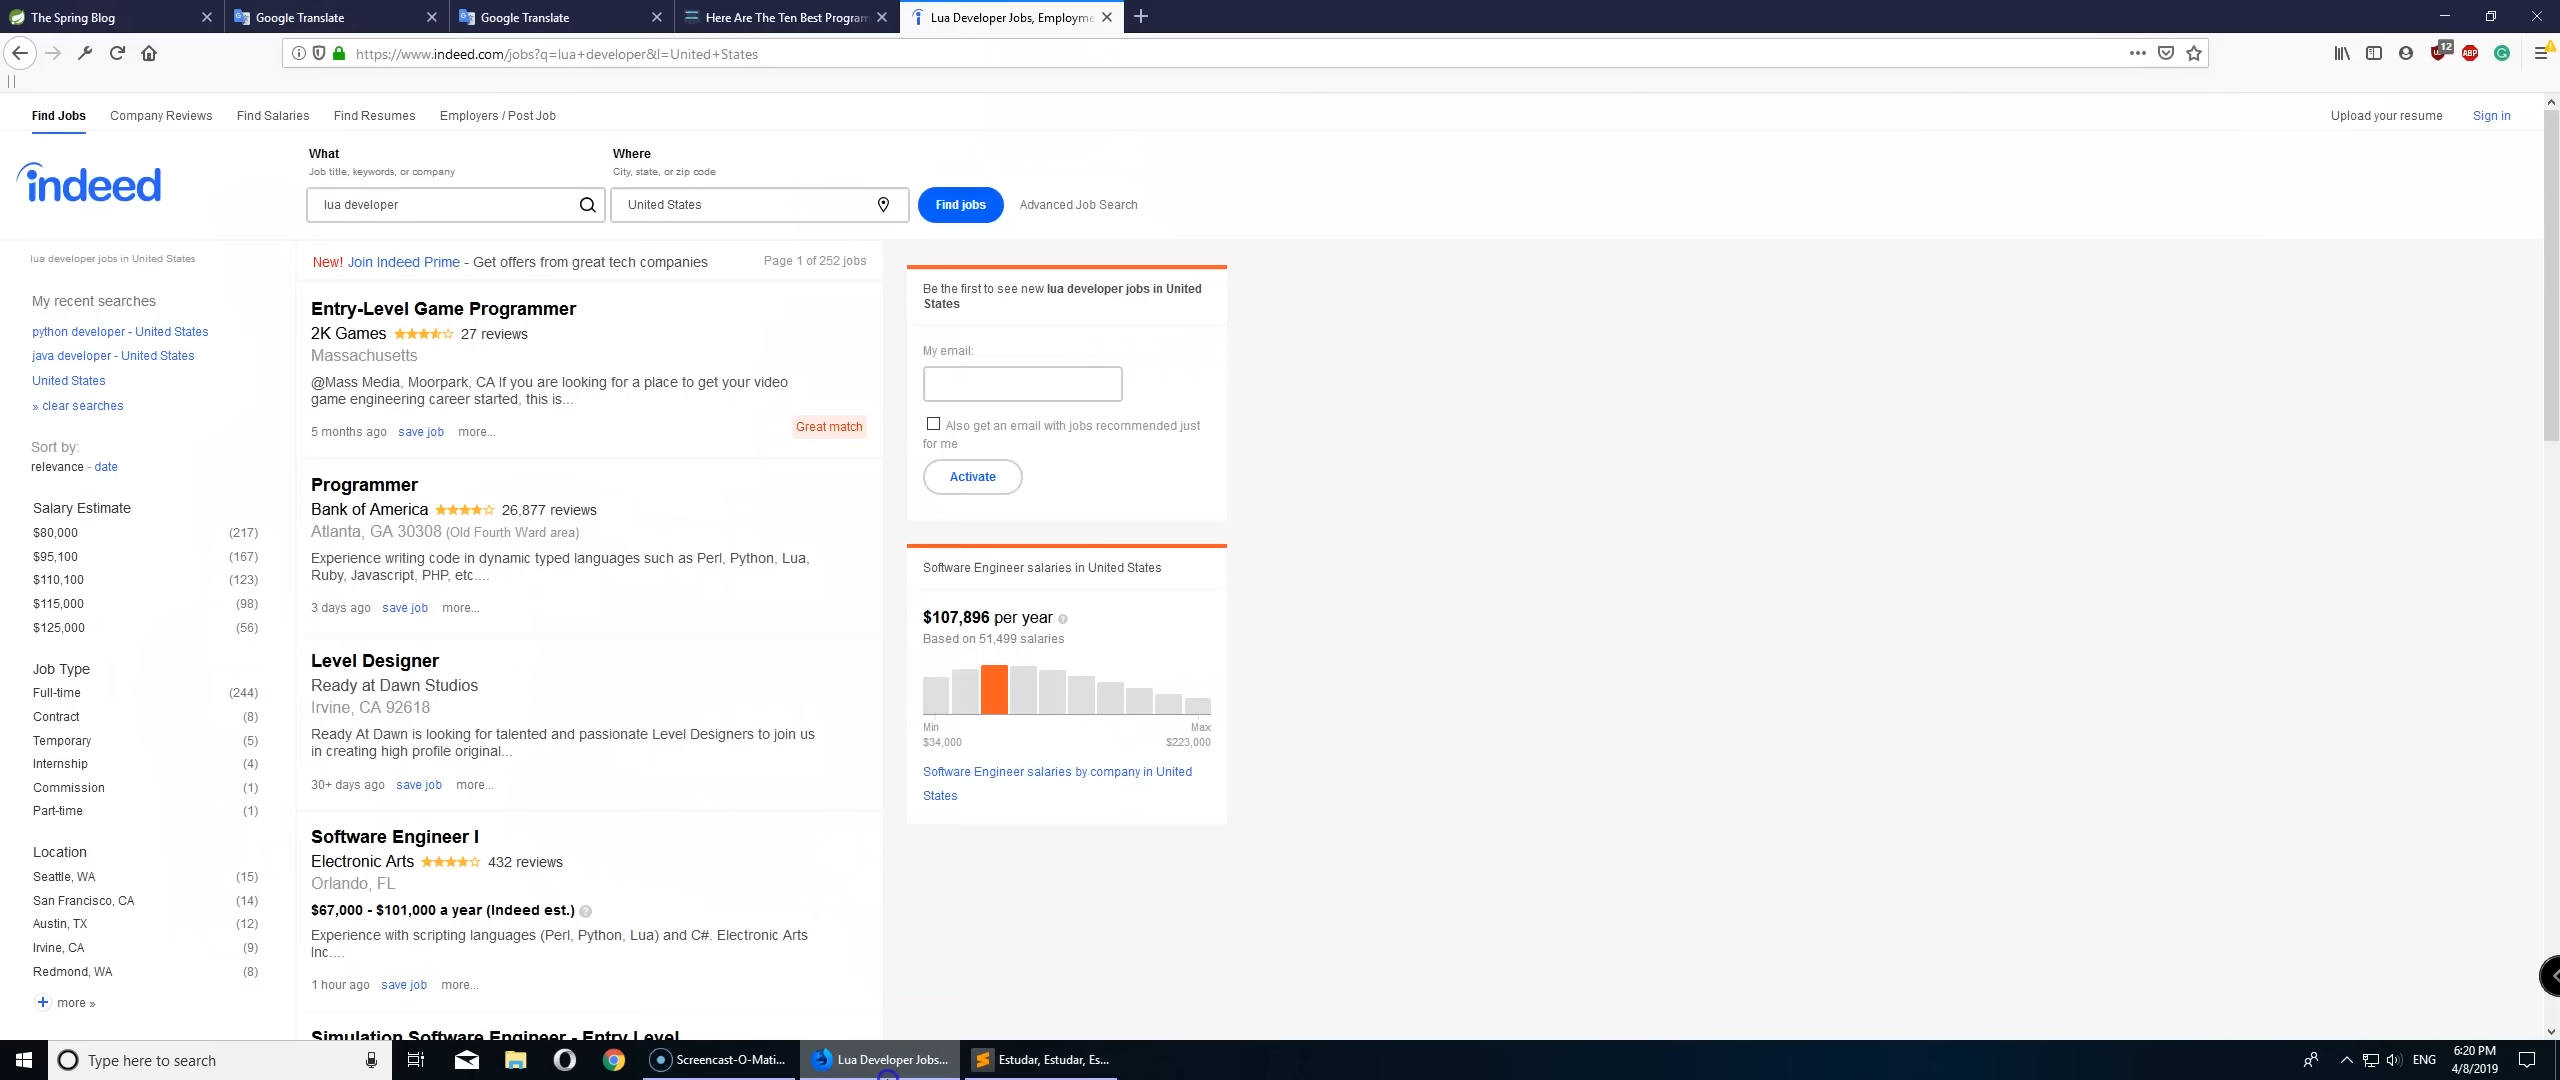 The Spring Blog
Google Translate
Google Translate
Here Are The Ten Best Program
Lua Developer Jobs, Employme
https://www.indeed.com/jobs?q=lua+developer&l=United+States
12
ABP
Find Jobs
Company Reviews
Find Salaries
Find Resumes
Employers / Post Job
Upload your resume
Sign in
indeed
What
Job title, keywords, or company
lua developer
Where
City, state, or zip code
United States
Find jobs
Advanced Job Search
lua developer jobs in United States
My recent searches
python developer - United States
java developer - United States
United States
» clear searches
Sort by:
relevance - date
Salary Estimate
$80,000 (217)
$95,100 (167)
$110,100 (123)
$115,000 (98)
$125,000 (56)
Job Type
Full-time (244)
Contract (8)
Temporary (5)
Internship (4)
Commission (1)
Part-time (1)
Location
Seattle, WA (15)
San Francisco, CA (14)
Austin, TX (12)
Irvine, CA (9)
Redmond, WA (8)
+ more »
New! Join Indeed Prime - Get offers from great tech companies
Page 1 of 252 jobs
Entry-Level Game Programmer
2K Games 27 reviews
Massachusetts
@Mass Media, Moorpark, CA If you are looking for a place to get your video
game engineering career started, this is...
5 months ago save job more...
Great match
Programmer
Bank of America 26,877 reviews
Atlanta, GA 30308 (Old Fourth Ward area)
Experience writing code in dynamic typed languages such as Perl, Python, Lua,
Ruby, Javascript, PHP, etc....
3 days ago save job more...
Level Designer
Ready at Dawn Studios
Irvine, CA 92618
Ready At Dawn is looking for talented and passionate Level Designers to join us
in creating high profile original...
30+ days ago save job more...
Software Engineer I
Electronic Arts 432 reviews
Orlando, FL
$67,000 - $101,000 a year (Indeed est.)
Experience with scripting languages (Perl, Python, Lua) and C#. Electronic Arts
Inc....
1 hour ago save job more...
Simulation Software Engineer - Entry Level
Be the first to see new lua developer jobs in United
States
My email:
Also get an email with jobs recommended just
for me
Activate
Software Engineer salaries in United States
$107,896 per year
Based on 51,499 salaries
Min
$34,000
Max
$223,000
Software Engineer salaries by company in United
States
Type here to search
Screencast-O-Mati...
Lua Developer Jobs...
Estudar, Estudar, Es...
ENG
6:20 PM
4/8/2019